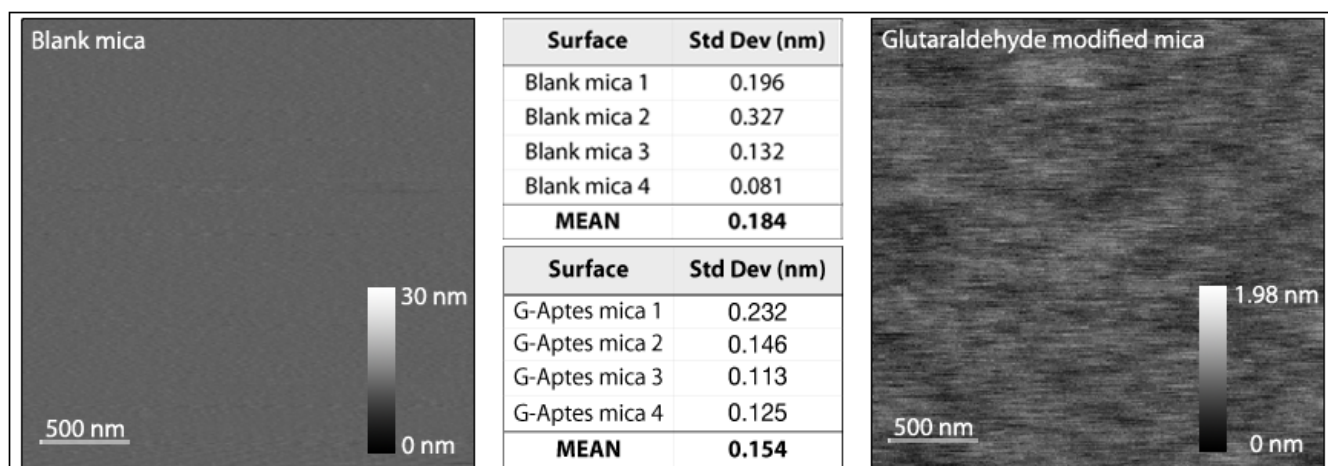 Blank mica
30 nm
0 nm
500 nm
Surface Std Dev (nm)
Blank mica 1 0.196
Blank mica 2 0.327
Blank mica 3 0.132
Blank mica 4 0.081
MEAN 0.184
Surface Std Dev (nm)
G-Aptes mica 1 0.232
G-Aptes mica 2 0.146
G-Aptes mica 3 0.113
G-Aptes mica 4 0.125
MEAN 0.154
Glutaraldehyde modified mica
1.98 nm
0 nm
500 nm